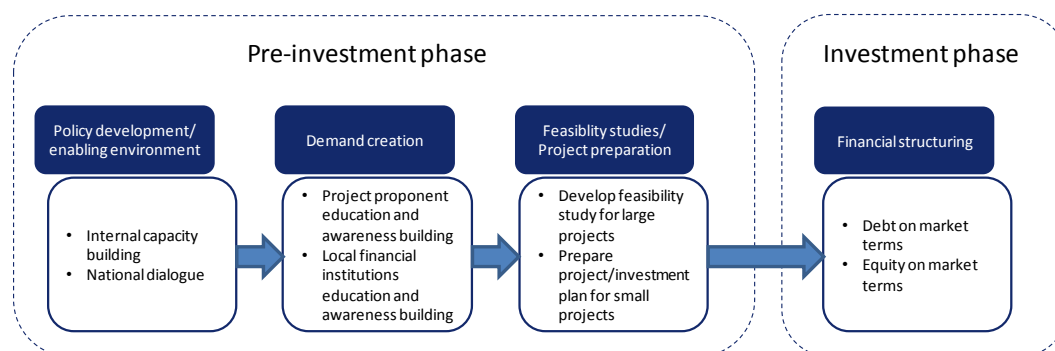 Pre-investment phase
Investment phase
Policy development/
enabling environment
Demand creation
Feasiblity studies/
Project preparation
Financial structuring
• Internal capacity
building
• National dialogue
• Project proponent
education and
awareness building
• Local financial
institutions
education and
awareness building
• Develop feasibility
study for large
projects
• Prepare
project/investment
plan for small
projects
• Debt on market
terms
• Equity on market
terms